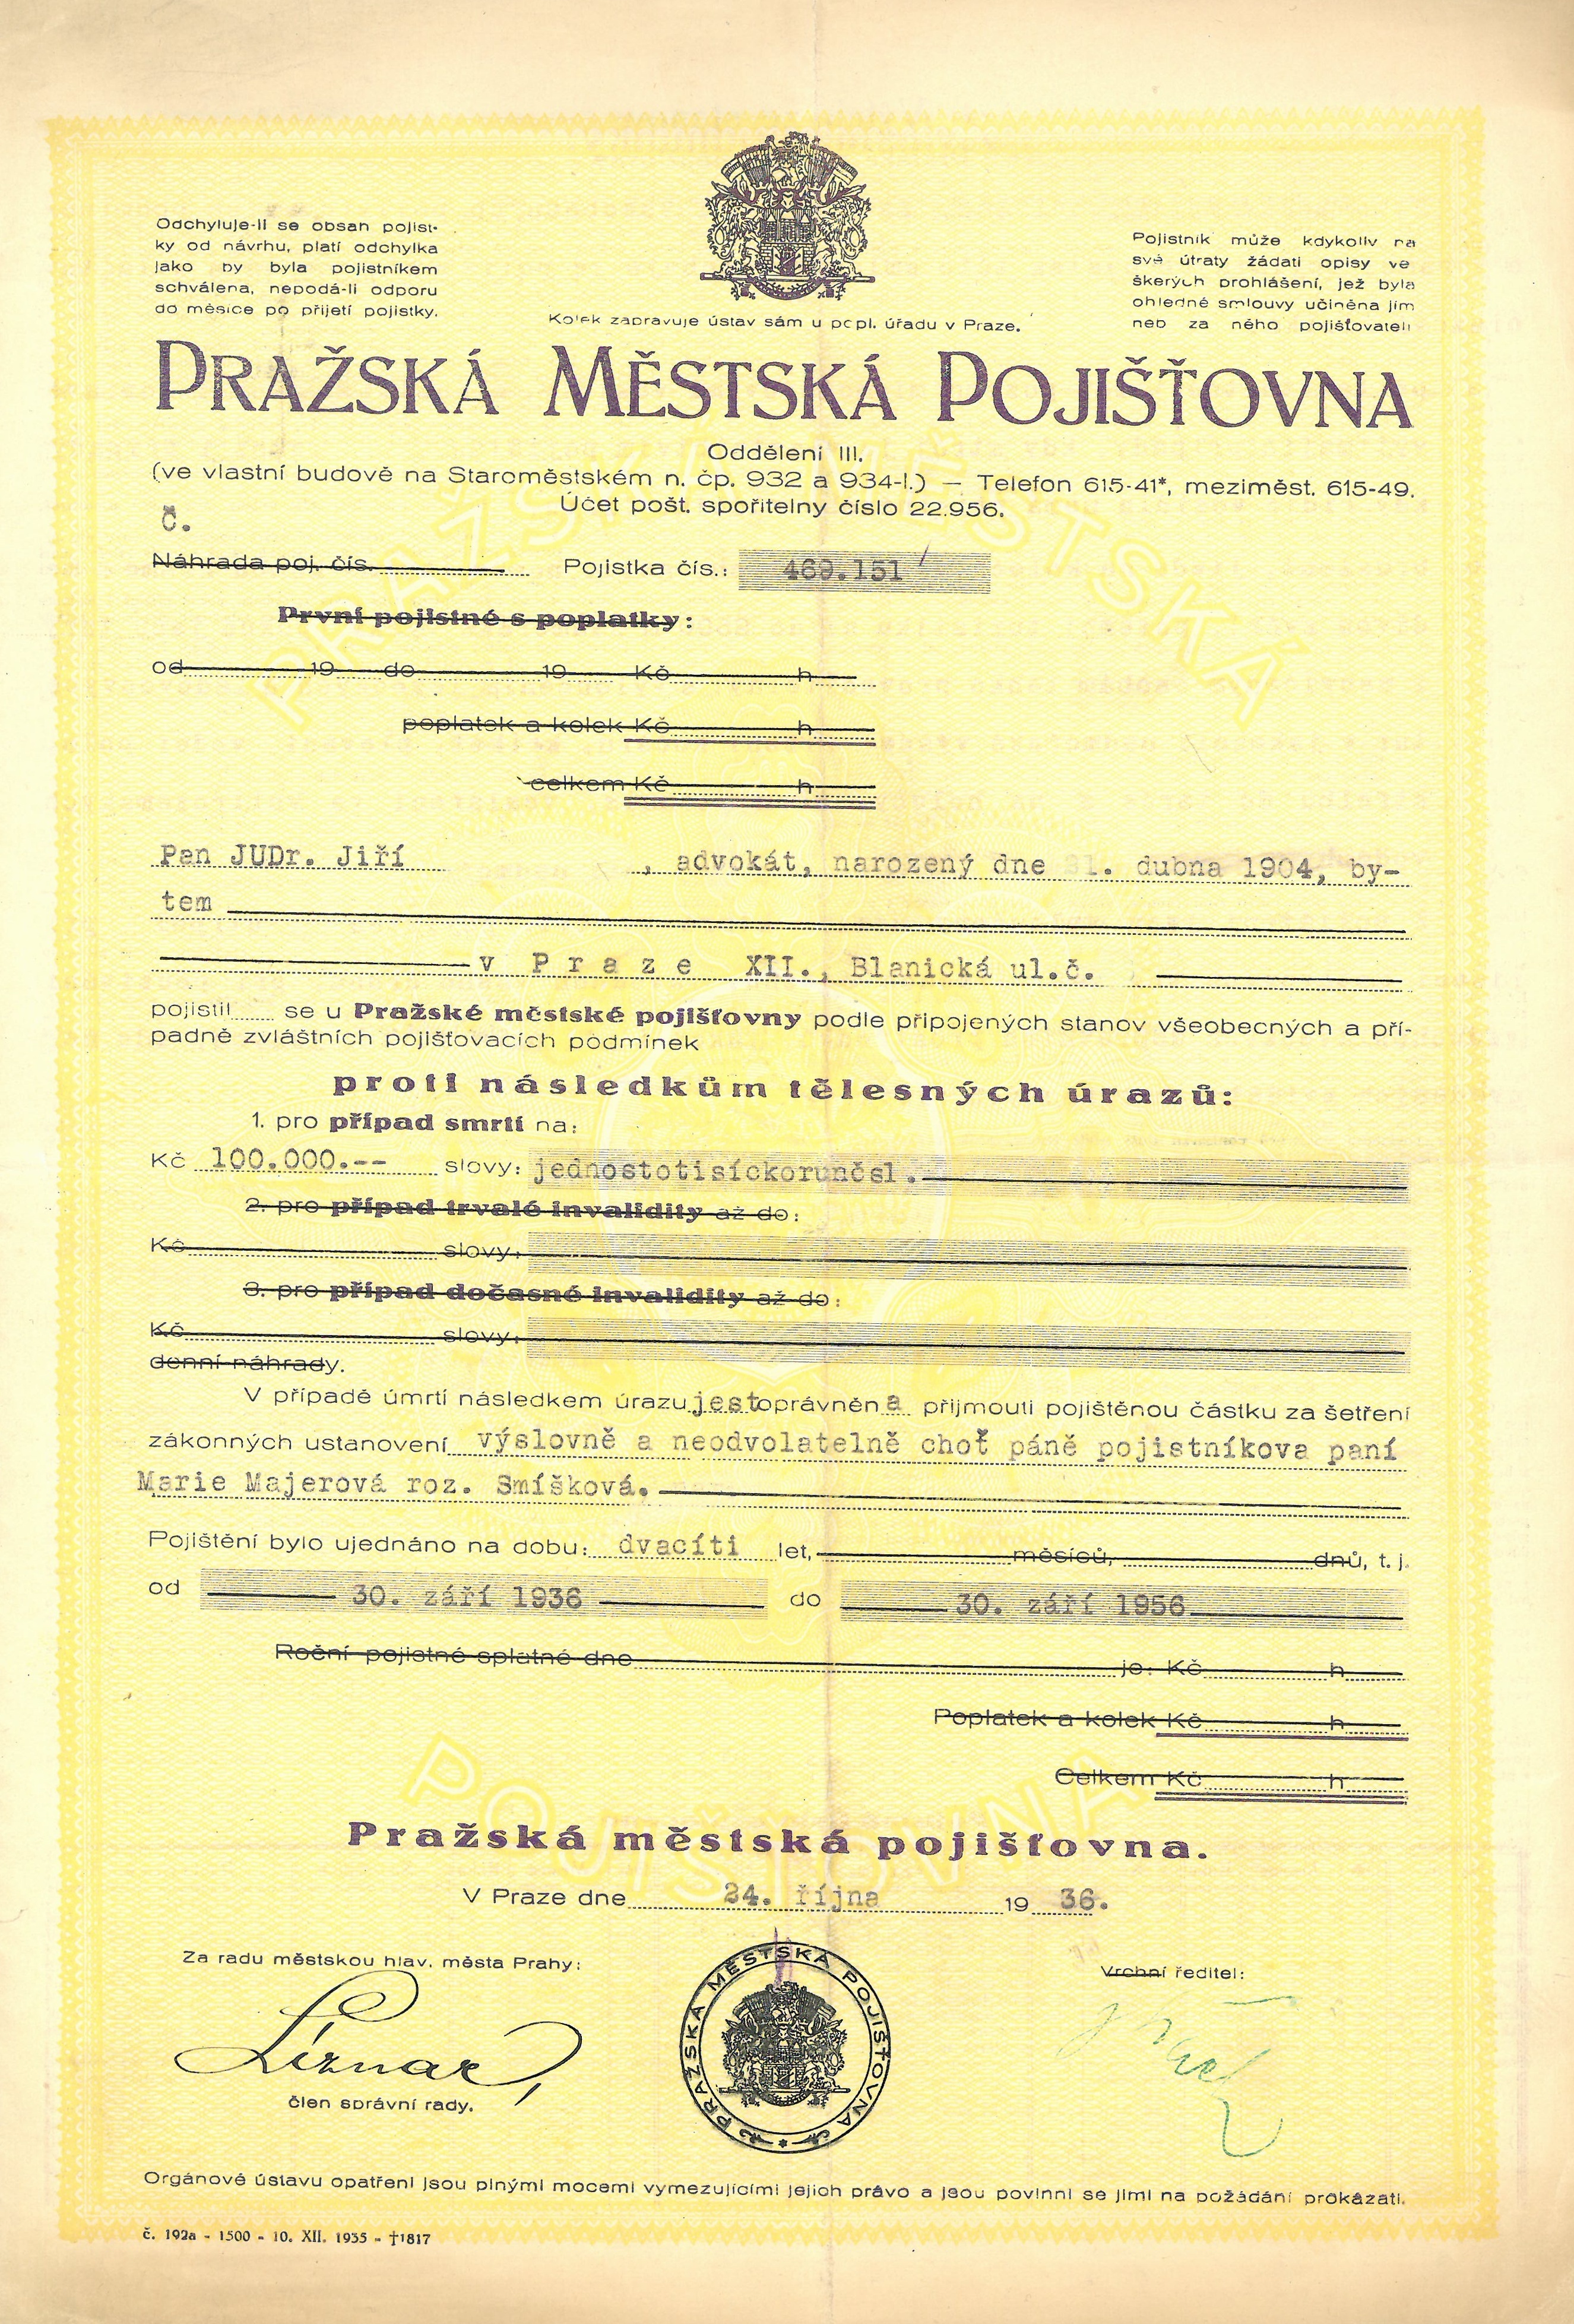 Odchyluje-li se obsah pojist-
ky od návrhu, platí odchylka
jako by byla pojistníkem
schválena, nepodá-li odporu
do měsíce po přijetí pojistky.
Kolek zapravuje ústav sám u popl. úřadu v Praze.
Pojistník může kdykoliv na
své útraty žádati opisy ve
škerých prohlášení, jež byla
ohledně smlouvy učiněna jím
neb za něho pojišťovateli
PRAŽSKÁ MĚSTSKÁ POJIŠŤOVNA
Oddělení III.
(ve vlastní budově na Staroměstském n. čp. 932 a 934-I.) — Telefon 615-41*, meziměst. 615-49.
Účet pošt. spořitelny číslo 22.956.
Č.
Náhrada poj. čís. Pojistka čís.: 469.151
První pojistné s poplatky:
od 19 do 19 Kč h
poplatek a kolek Kč h
celkem Kč h
Pan JUDr. Jiří , advokát, narozený dne 1. dubna 1904, by-
tem
v Praze XII., Blanická ul.č.
pojistil se u Pražské městské pojišťovny podle připojených stanov všeobecných a pří-
padně zvláštních pojišťovacích podmínek
proti následkům tělesných úrazů:
1. pro případ smrti na:
Kč 100.000.-- slovy: jednostotisíckorunčsl.
2. pro případ trvalé invalidity až do:
Kč slovy:
3. pro případ dočasné invalidity až do:
Kč slovy:
denní náhrady.
V případě úmrtí následkem úrazu jest oprávněn a přijmouti pojištěnou částku za šetření
zákonných ustanovení výslovně a neodvolatelně choť páně pojistníkova paní
Marie Majerová roz. Smíšková.
Pojištění bylo ujednáno na dobu: dvacíti let, měsíců, dnů, t. j.
od 30. září 1936 do 30. září 1956
Roční pojistné splatné dne je: Kč h
Poplatek a kolek Kč h
Celkem Kč h
Pražská městská pojišťovna.
V Praze dne 24. října 19 36.
Za radu městskou hlav. města Prahy:
Vrchní ředitel:
PRAŽSKÁ MĚSTSKÁ POJIŠŤOVNA
člen správní rady.
Orgánové ústavu opatření jsou plnými mocemi vymezujícími jejich právo a jsou povinni se jimi na požádání prokázati.
č. 192a - 1500 - 10. XII. 1935 - †1817
PRAŽSKÁ MĚSTSKÁ
POJIŠŤOVNA